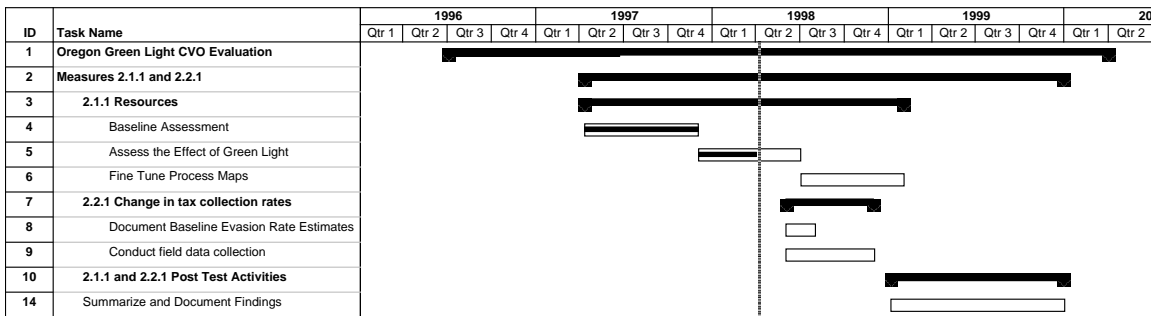 1996 1997 1998 1999 20
ID Task Name Qtr 1 Qtr 2 Qtr 3 Qtr 4 Qtr 1 Qtr 2 Qtr 3 Qtr 4 Qtr 1 Qtr 2 Qtr 3 Qtr 4 Qtr 1 Qtr 2 Qtr 3 Qtr 4 Qtr 1 Qtr 2
1 Oregon Green Light CVO Evaluation
2 Measures 2.1.1 and 2.2.1
3 2.1.1 Resources
4 Baseline Assessment
5 Assess the Effect of Green Light
6 Fine Tune Process Maps
7 2.2.1 Change in tax collection rates
8 Document Baseline Evasion Rate Estimates
9 Conduct field data collection
10 2.1.1 and 2.2.1 Post Test Activities
14 Summarize and Document Findings